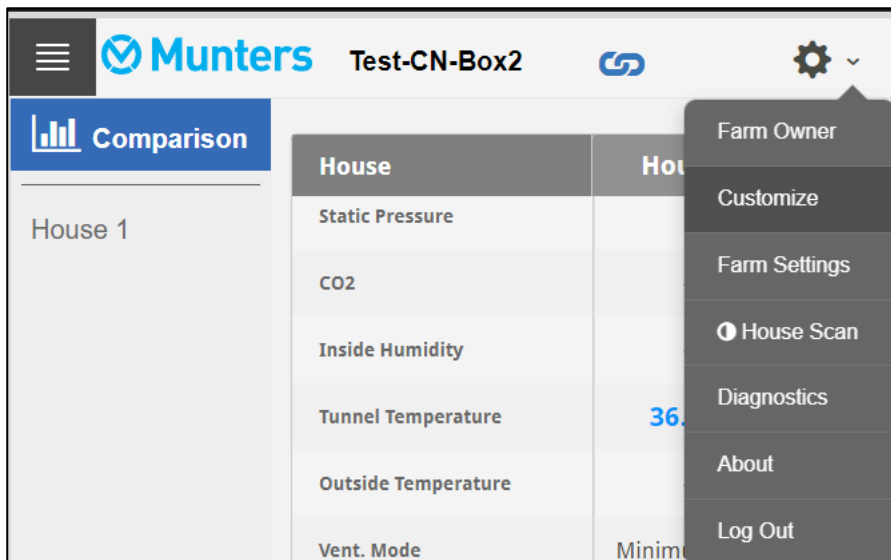 Munters Test-CN-Box2
Comparison
House 1
House
Static Pressure
CO2
Inside Humidity
Tunnel Temperature 36.
Outside Temperature
Vent. Mode
Farm Owner
Customize
Farm Settings
House Scan
Diagnostics
About
Log Out